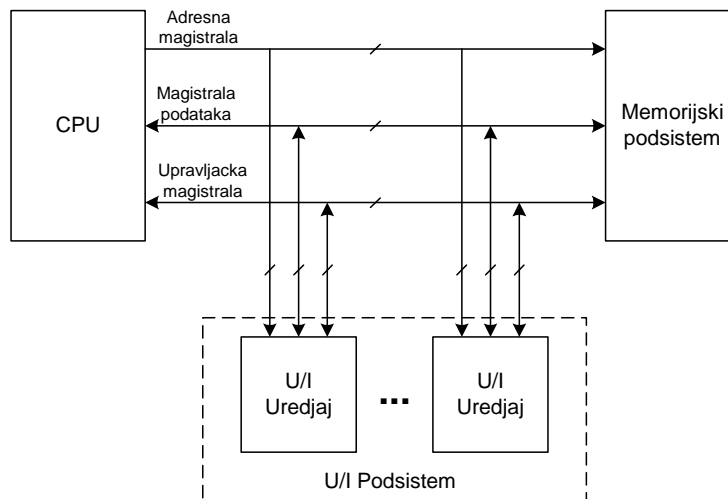 Adresna
magistrala
CPU
Magistrala
podataka
Memorijski
podsistem
Upravljacka
magistrala
U/I
Uredjaj
...
U/I
Uredjaj
U/I Podsistem